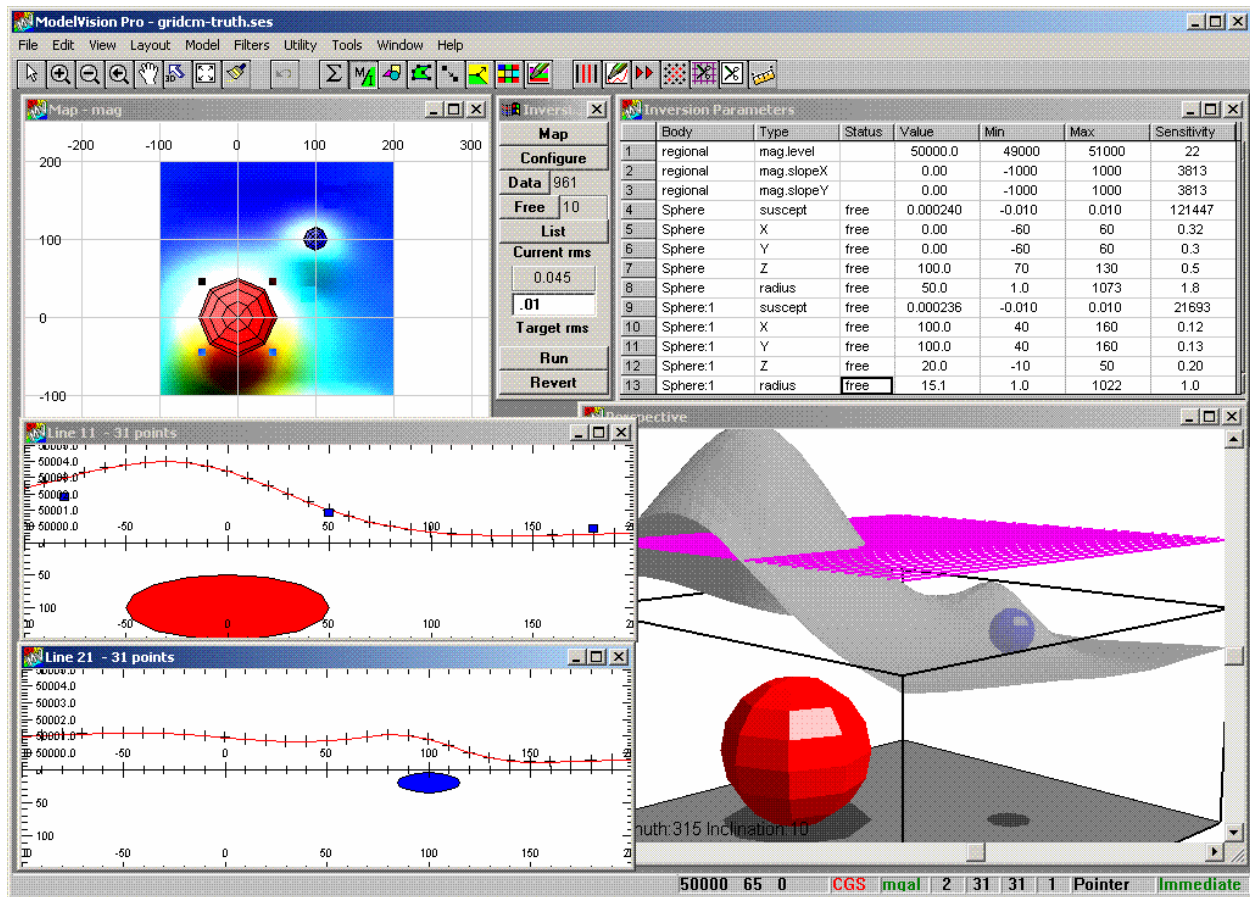 ModelVision Pro - gridcm-truth.ses
File Edit View Layout Model Filters Utility Tools Window Help
Map - mag
-200 -100 0 100 200 300
200
100
0
-100
Inversi...
Map
Configure
Data 961
Free 10
List
Current rms
0.045
.01
Target rms
Run
Revert
Inversion Parameters
Body Type Status Value Min Max Sensitivity
1 regional mag.level 50000.0 49000 51000 22
2 regional mag.slopeX 0.00 -1000 1000 3813
3 regional mag.slopeY 0.00 -1000 1000 3813
4 Sphere suscept free 0.000240 -0.010 0.010 121447
5 Sphere X free 0.00 -60 60 0.32
6 Sphere Y free 0.00 -60 60 0.3
7 Sphere Z free 100.0 70 130 0.5
8 Sphere radius free 50.0 1.0 1073 1.8
9 Sphere:1 suscept free 0.000236 -0.010 0.010 21693
10 Sphere:1 X free 100.0 40 160 0.12
11 Sphere:1 Y free 100.0 40 160 0.13
12 Sphere:1 Z free 20.0 -10 50 0.20
13 Sphere:1 radius free 15.1 1.0 1022 1.0
Line 11 - 31 points
50004.0
50001.0
50000.0
-50 0 50 100 150
50
100
-50 0 50 100 150
Line 21 - 31 points
50004.0
50003.0
50002.0
50001.0
50000.0
-50 0 50 100 150
50
100
-50 0 50 100 150
Perspective
nuth:315 Inclination:10
50000 65 0 CGS mgal 2 31 31 1 Pointer Immediate